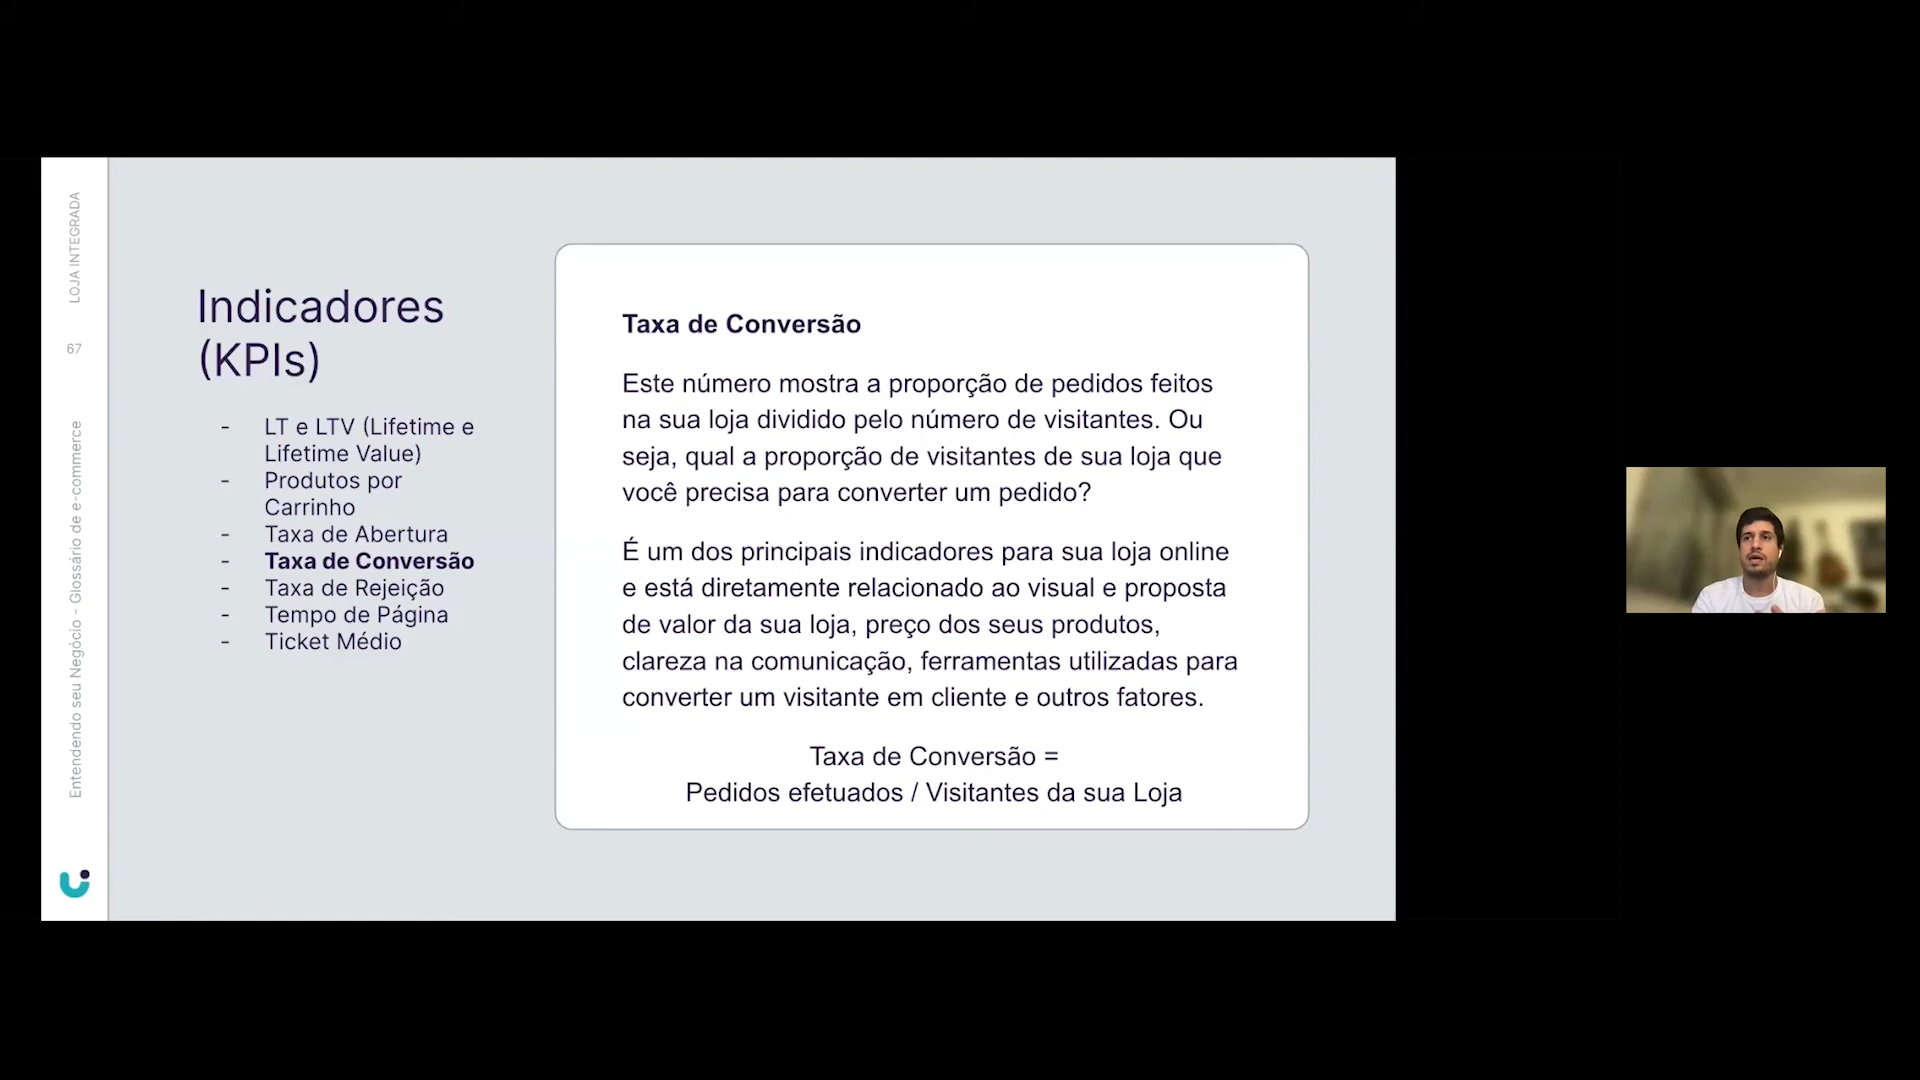 LOJA INTEGRADA
67
Entendendo seu Negócio - Glossário de e-commerce
Indicadores
(KPIs)
- LT e LTV (Lifetime e
Lifetime Value)
- Produtos por
Carrinho
- Taxa de Abertura
- Taxa de Conversão
- Taxa de Rejeição
- Tempo de Página
- Ticket Médio
Taxa de Conversão
Este número mostra a proporção de pedidos feitos
na sua loja dividido pelo número de visitantes. Ou
seja, qual a proporção de visitantes de sua loja que
você precisa para converter um pedido?
É um dos principais indicadores para sua loja online
e está diretamente relacionado ao visual e proposta
de valor da sua loja, preço dos seus produtos,
clareza na comunicação, ferramentas utilizadas para
converter um visitante em cliente e outros fatores.
Taxa de Conversão =
Pedidos efetuados / Visitantes da sua Loja